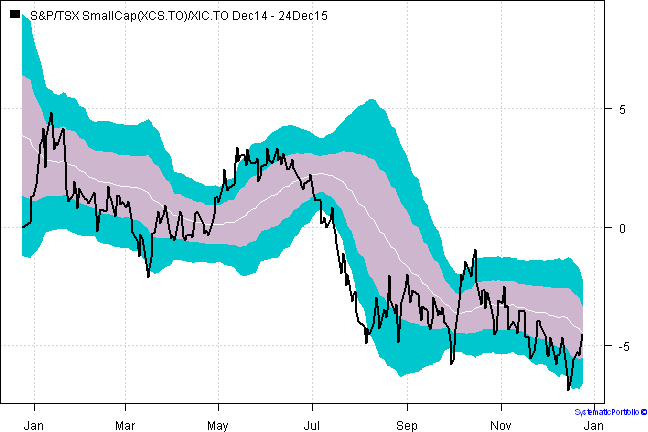 S&P/TSX SmallCap(XCS.TO)/XIC.TO Dec14 - 24Dec15
5
0
-5
SystematicPortfolio ©
Jan Mar May Jul Sep Nov Jan